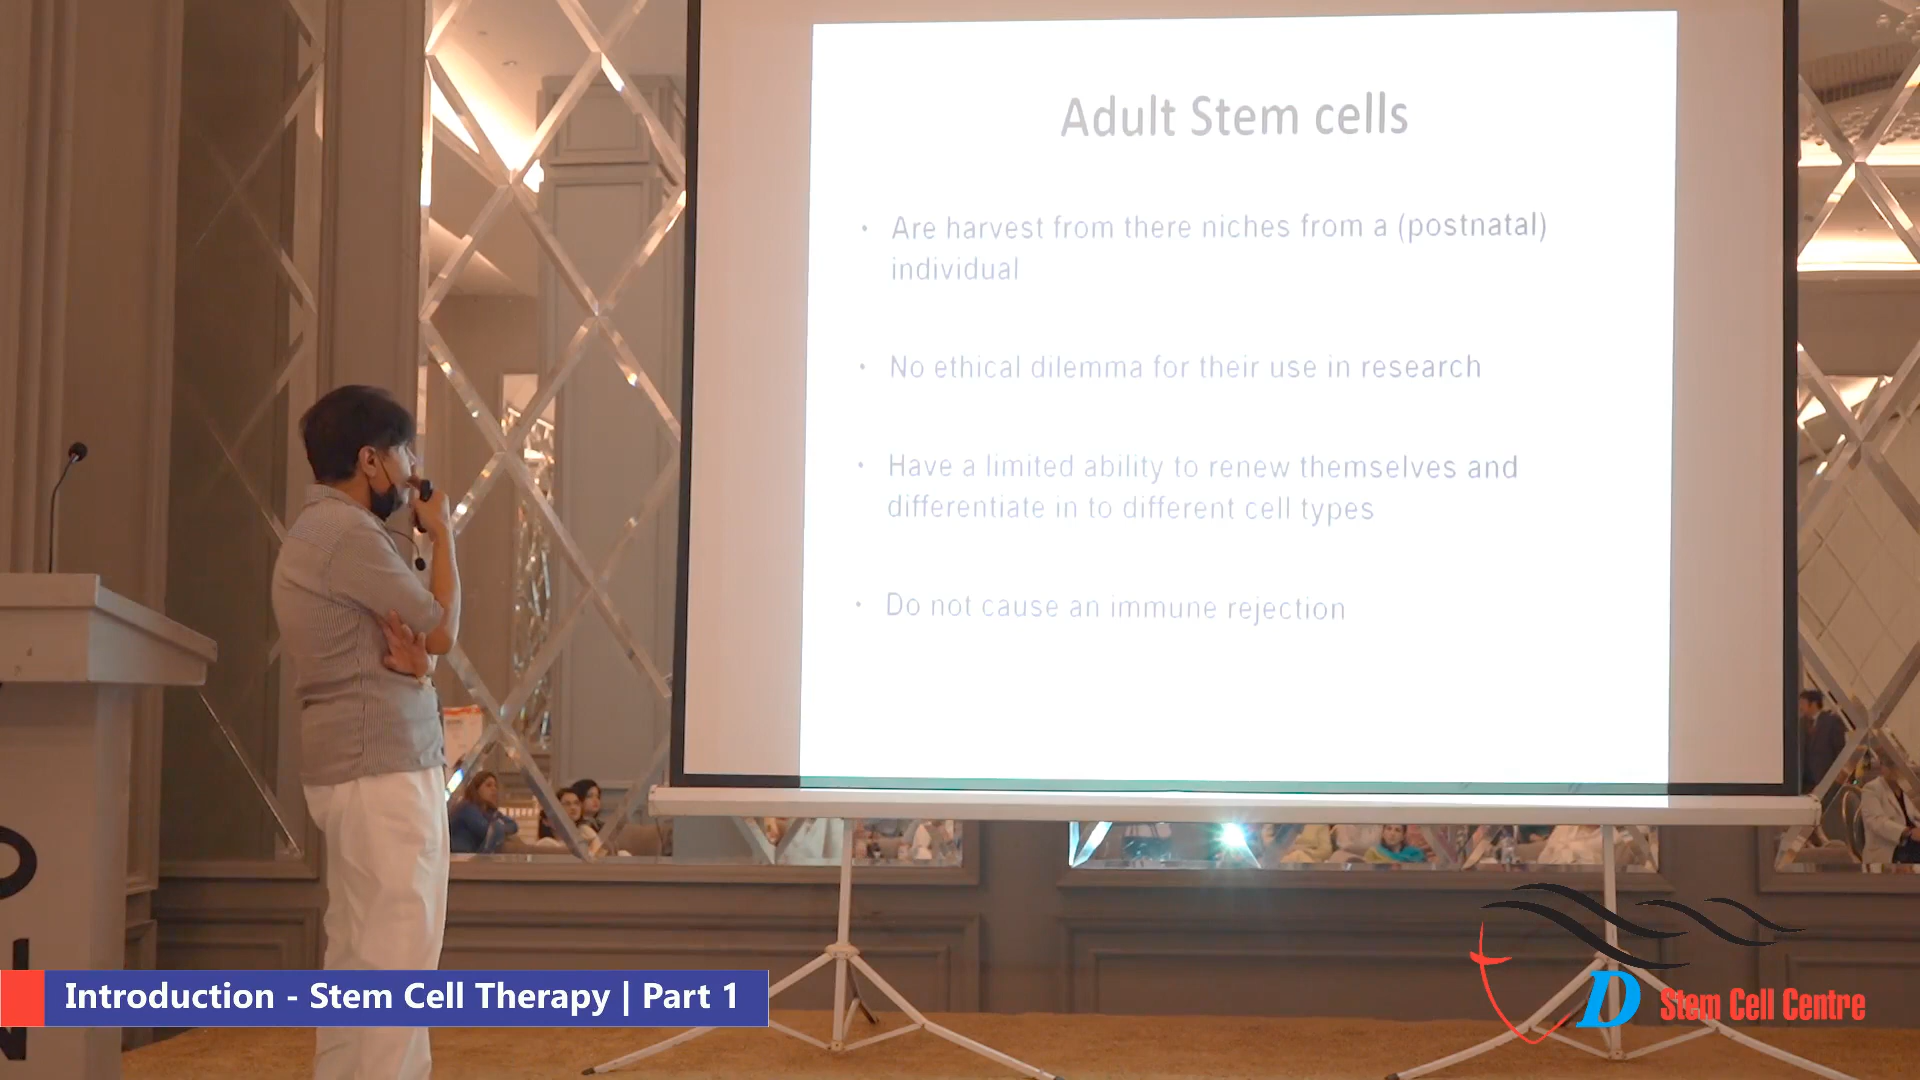 Adult Stem cells
• Are harvest from there niches from a (postnatal)
individual
• No ethical dilemma for their use in research
• Have a limited ability to renew themselves and
differentiate in to different cell types
• Do not cause an immune rejection
Introduction - Stem Cell Therapy | Part 1
D Stem Cell Centre